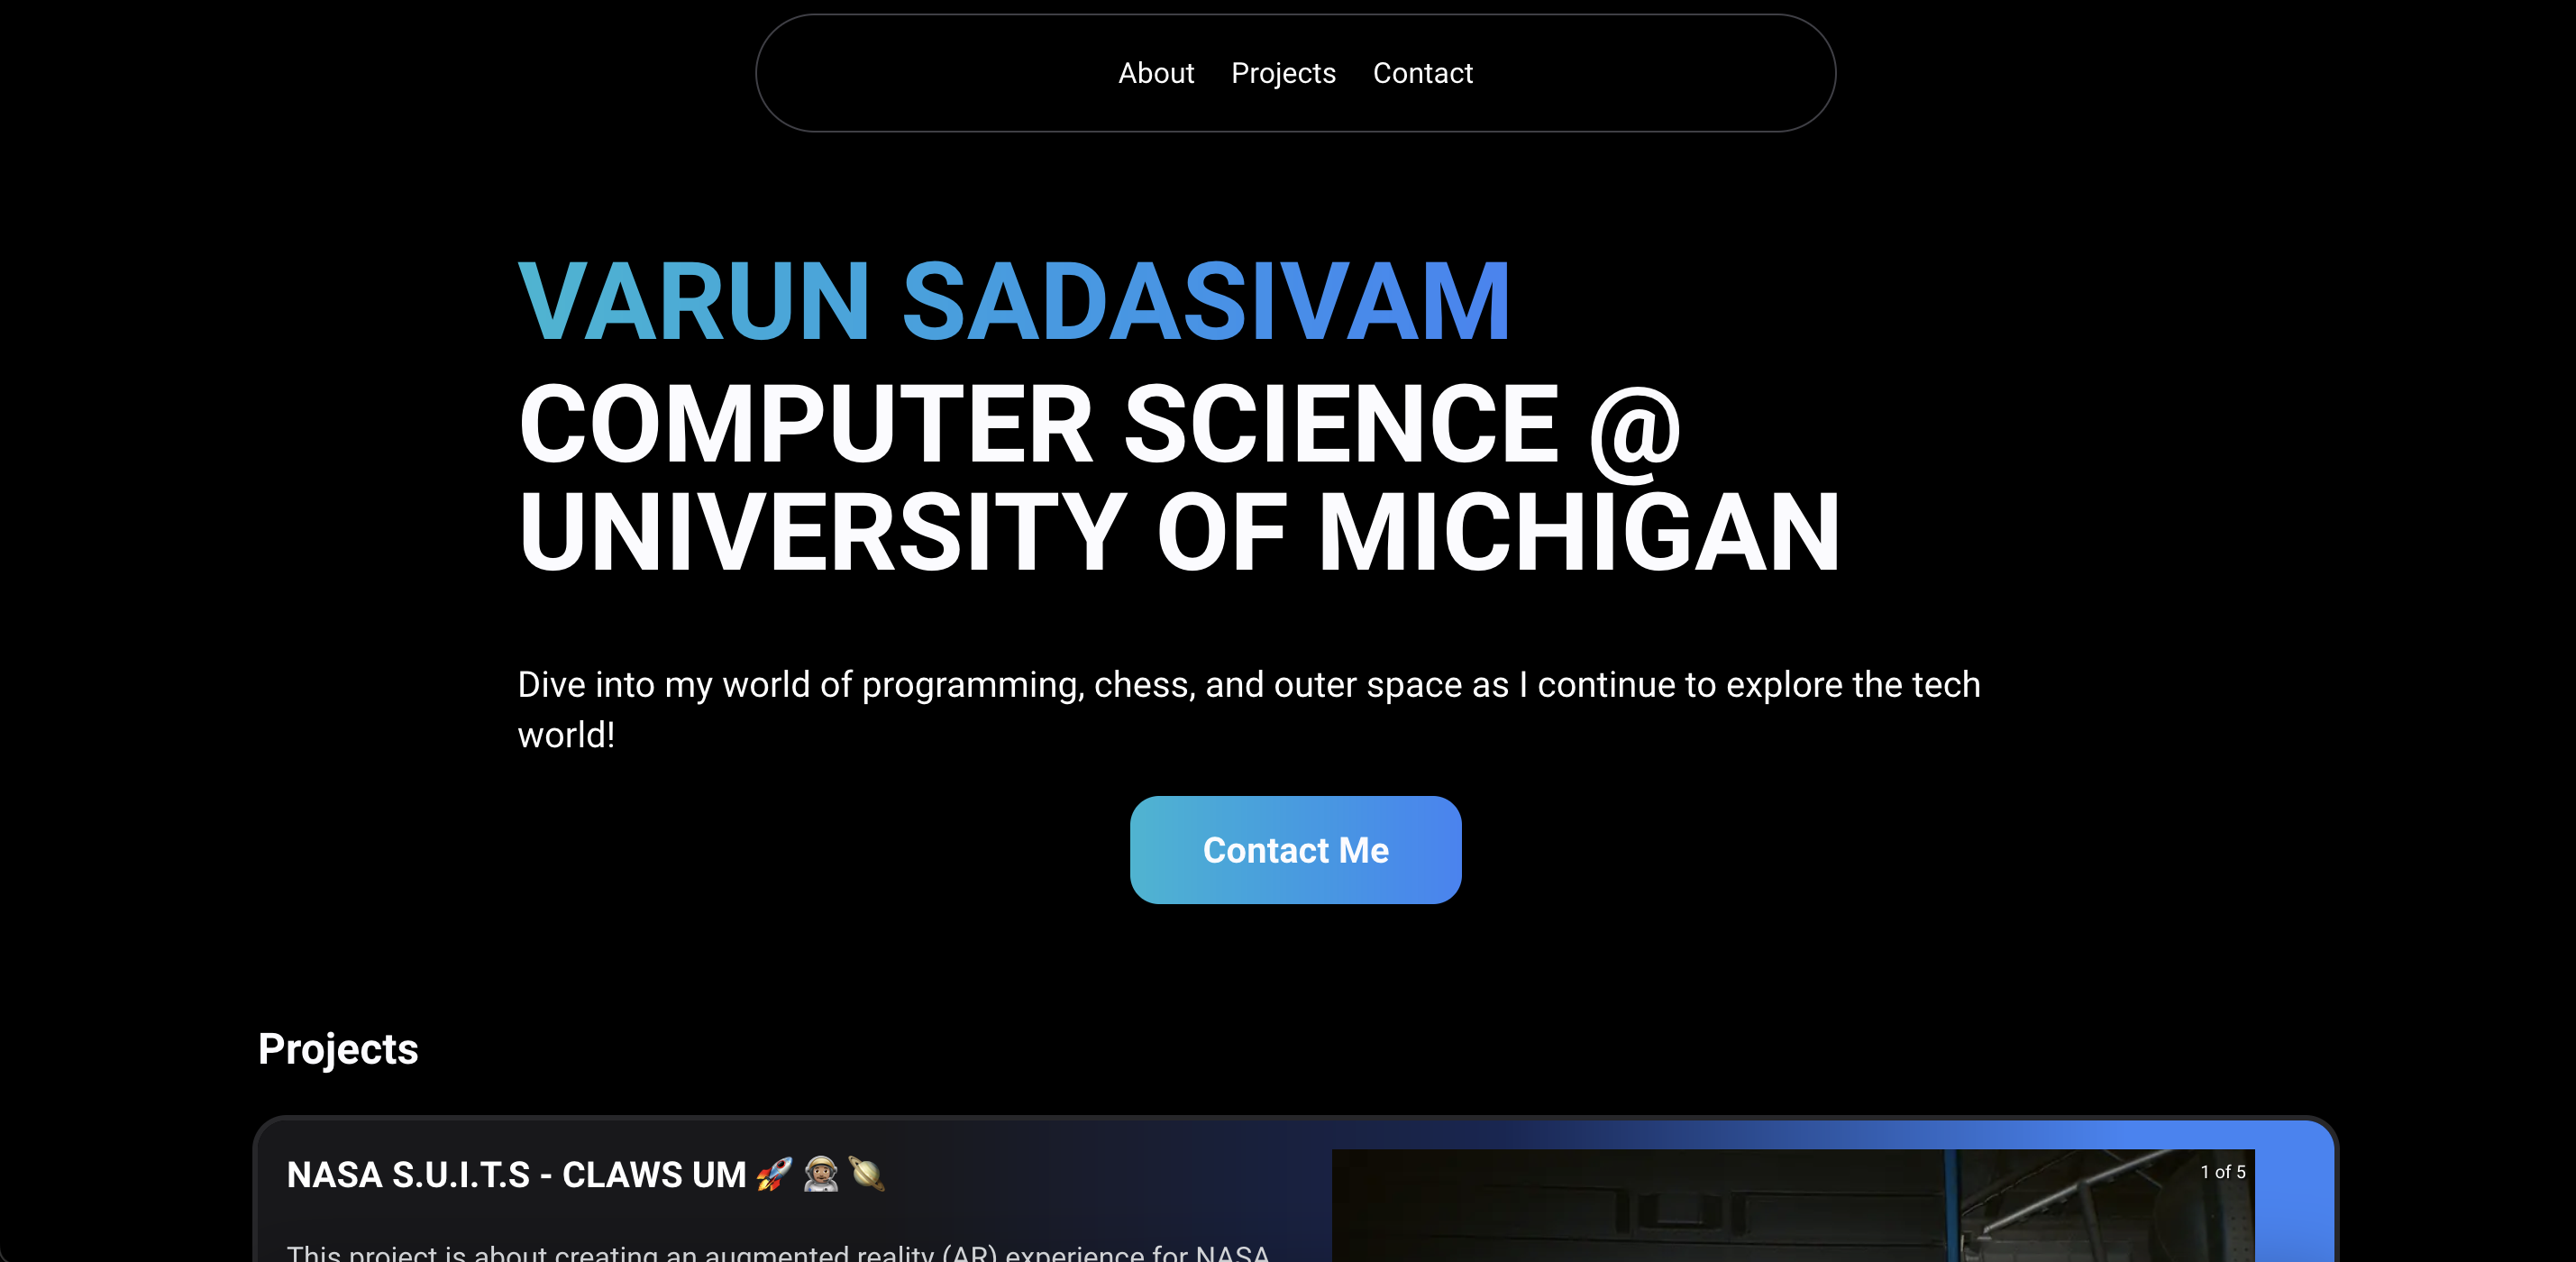 About Projects Contact
VARUN SADASIVAM
COMPUTER SCIENCE @
UNIVERSITY OF MICHIGAN
Dive into my world of programming, chess, and outer space as I continue to explore the tech
world!
Contact Me
Projects
NASA S.U.I.T.S - CLAWS UM 🚀 🧑🏽‍🚀 🪐
1 of 5
This project is about creating an augmented reality (AR) experience for NASA